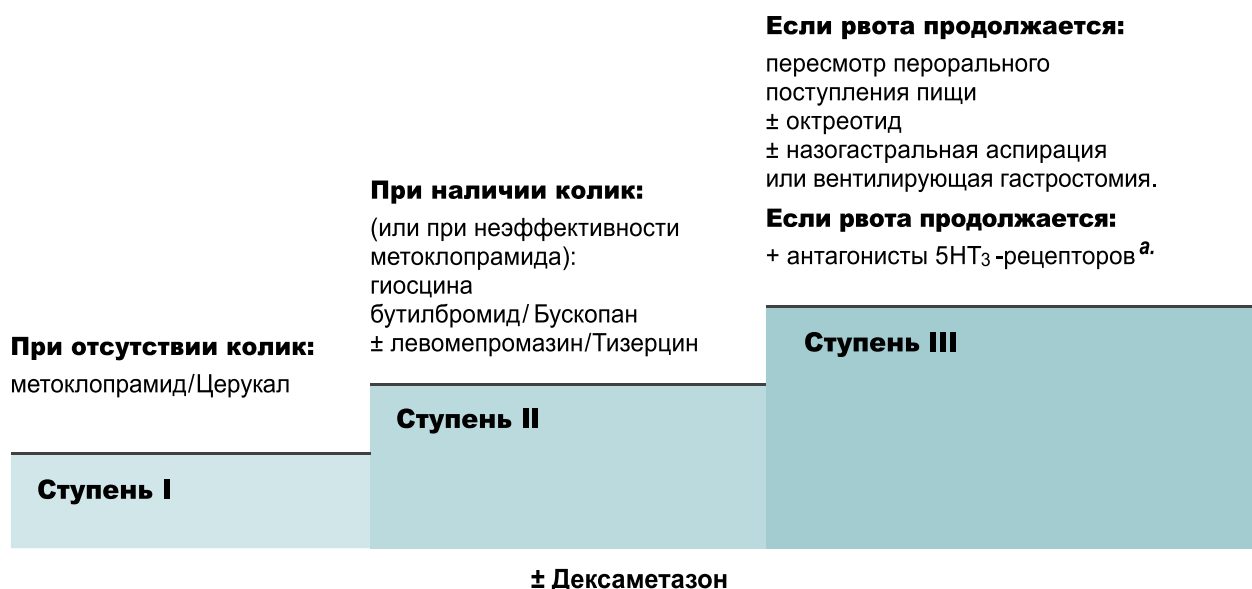 При отсутствии колик:
метоклопрамид/Церукал
Ступень I
При наличии колик:
(или при неэффективности
метоклопрамида):
гиосцина
бутилбромид/ Бускопан
± левомепромазин/Тизерцин
Ступень II
Если рвота продолжается:
пересмотр перорального
поступления пищи
± октреотид
± назогастральная аспирация
или вентилирующая гастростомия.
Если рвота продолжается:
+ антагонисты 5НТ₃ -рецепторов ᵃ·
Ступень III
± Дексаметазон